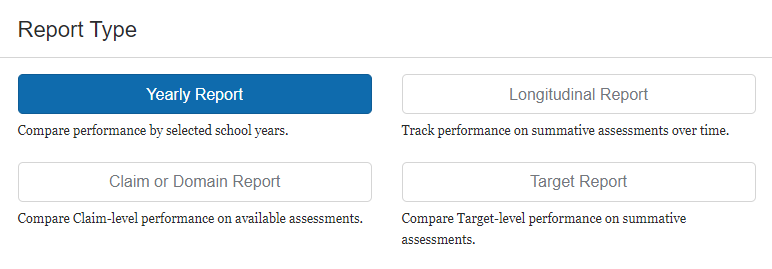 Report Type
Yearly Report
Compare performance by selected school years.
Longitudinal Report
Track performance on summative assessments over time.
Claim or Domain Report
Compare Claim-level performance on available assessments.
Target Report
Compare Target-level performance on summative
assessments.